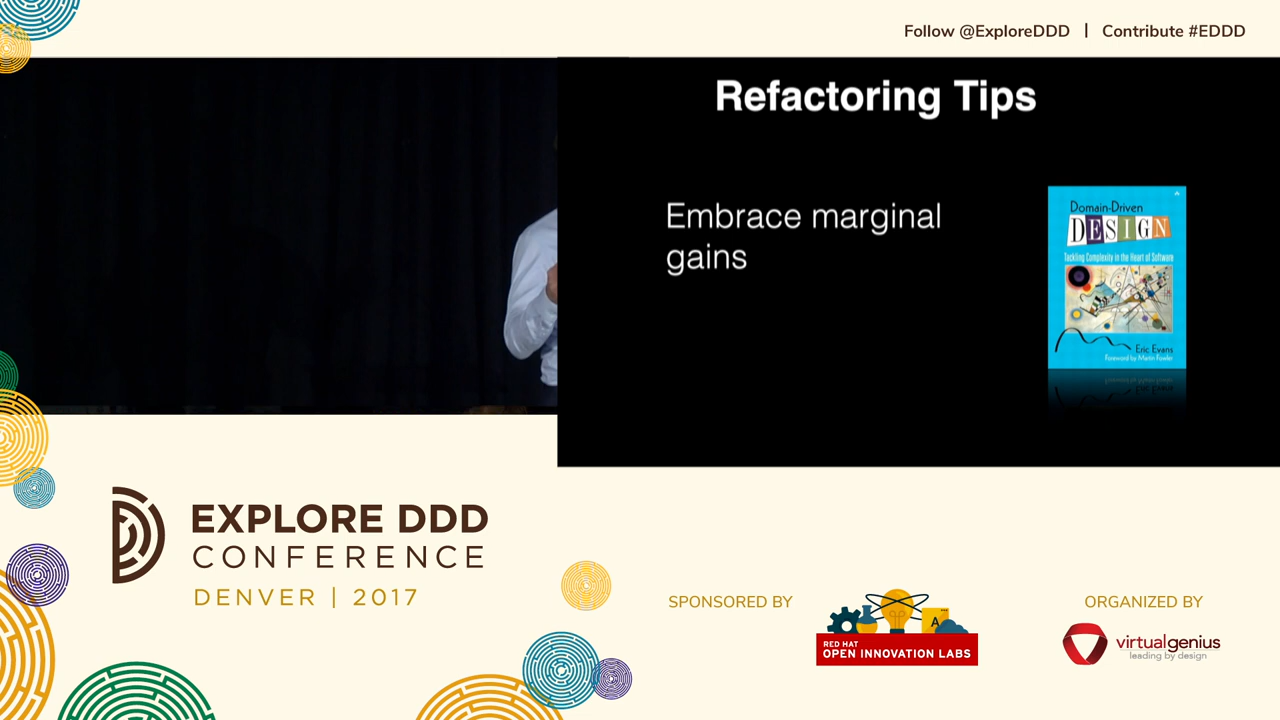 Follow @ExploreDDD | Contribute #EDDD
Refactoring Tips
Embrace marginal
gains
Domain-Driven
DESIGN
Tackling Complexity in the Heart of Software
Eric Evans
Foreword by Martin Fowler
EXPLORE DDD
CONFERENCE
DENVER | 2017
SPONSORED BY
RED HAT
OPEN INNOVATION LABS
A
ORGANIZED BY
virtualgenius
leading by design